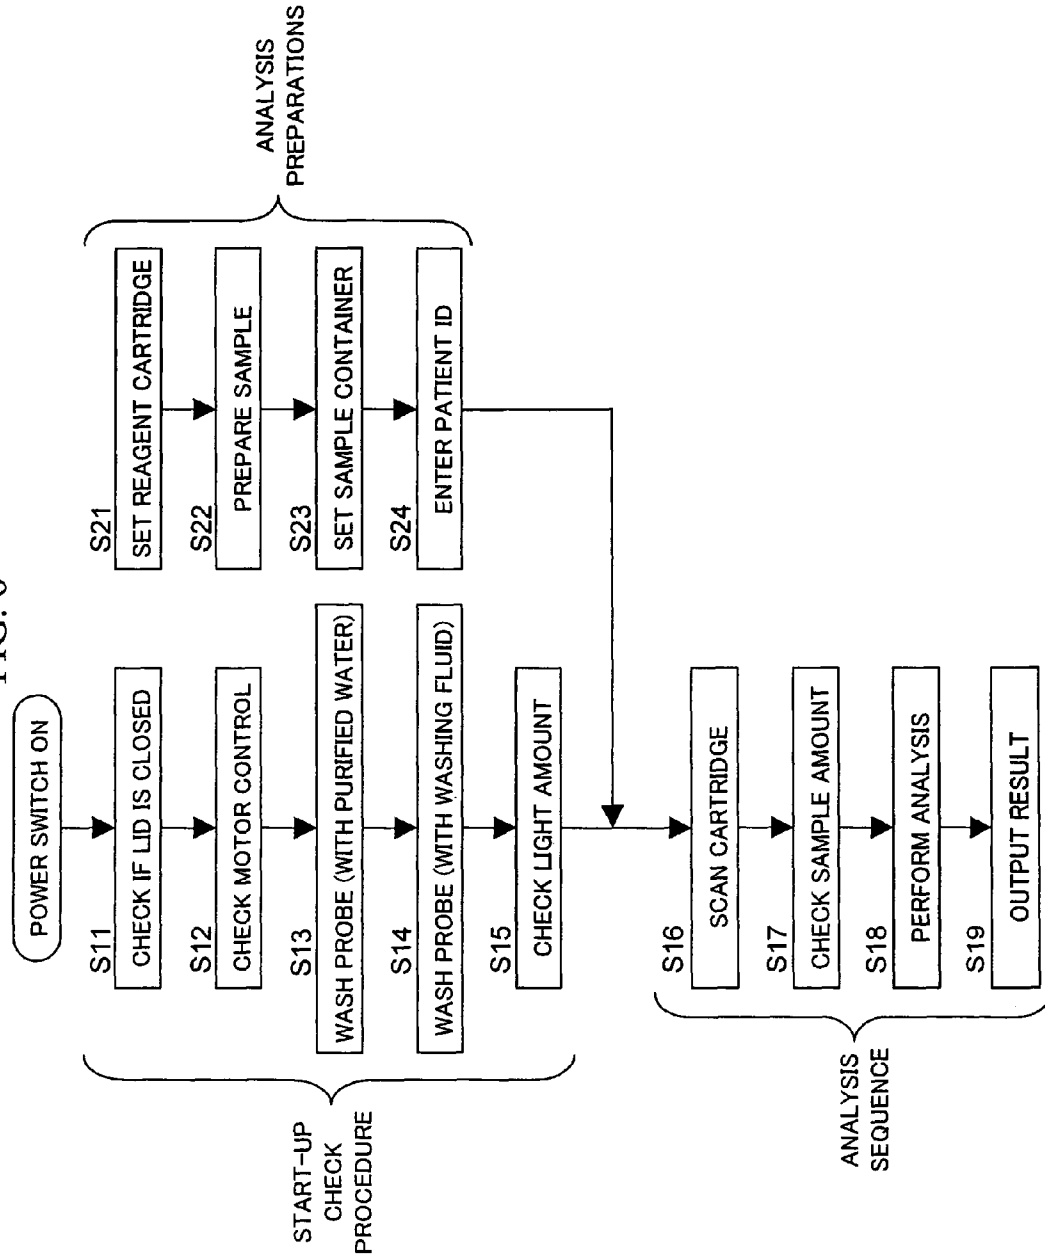 POWER SWITCH ON
START-UP
CHECK
PROCEDURE
S11
CHECK IF LID IS CLOSED
S12
CHECK MOTOR CONTROL
S13
WASH PROBE (WITH PURIFIED WATER)
S14
WASH PROBE (WITH WASHING FLUID)
S15
CHECK LIGHT AMOUNT
S21
SET REAGENT CARTRIDGE
S22
PREPARE SAMPLE
S23
SET SAMPLE CONTAINER
S24
ENTER PATIENT ID
ANALYSIS
PREPARATIONS
ANALYSIS
SEQUENCE
S16
SCAN CARTRIDGE
S17
CHECK SAMPLE AMOUNT
S18
PERFORM ANALYSIS
S19
OUTPUT RESULT